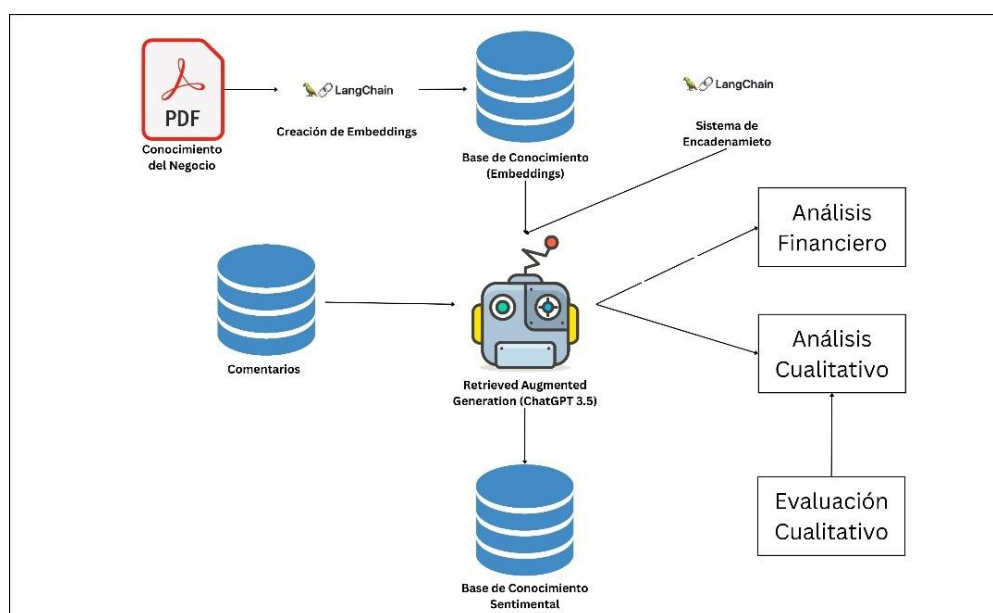 PDF
Conocimiento
del Negocio
LangChain
Creación de Embeddings
Base de Conocimiento
(Embeddings)
LangChain
Sistema de
Encadenamieto
Análisis
Financiero
Comentarios
Retrieved Augmented
Generation (ChatGPT 3.5)
Análisis
Cualitativo
Evaluación
Cualitativo
Base de Conocimiento
Sentimental